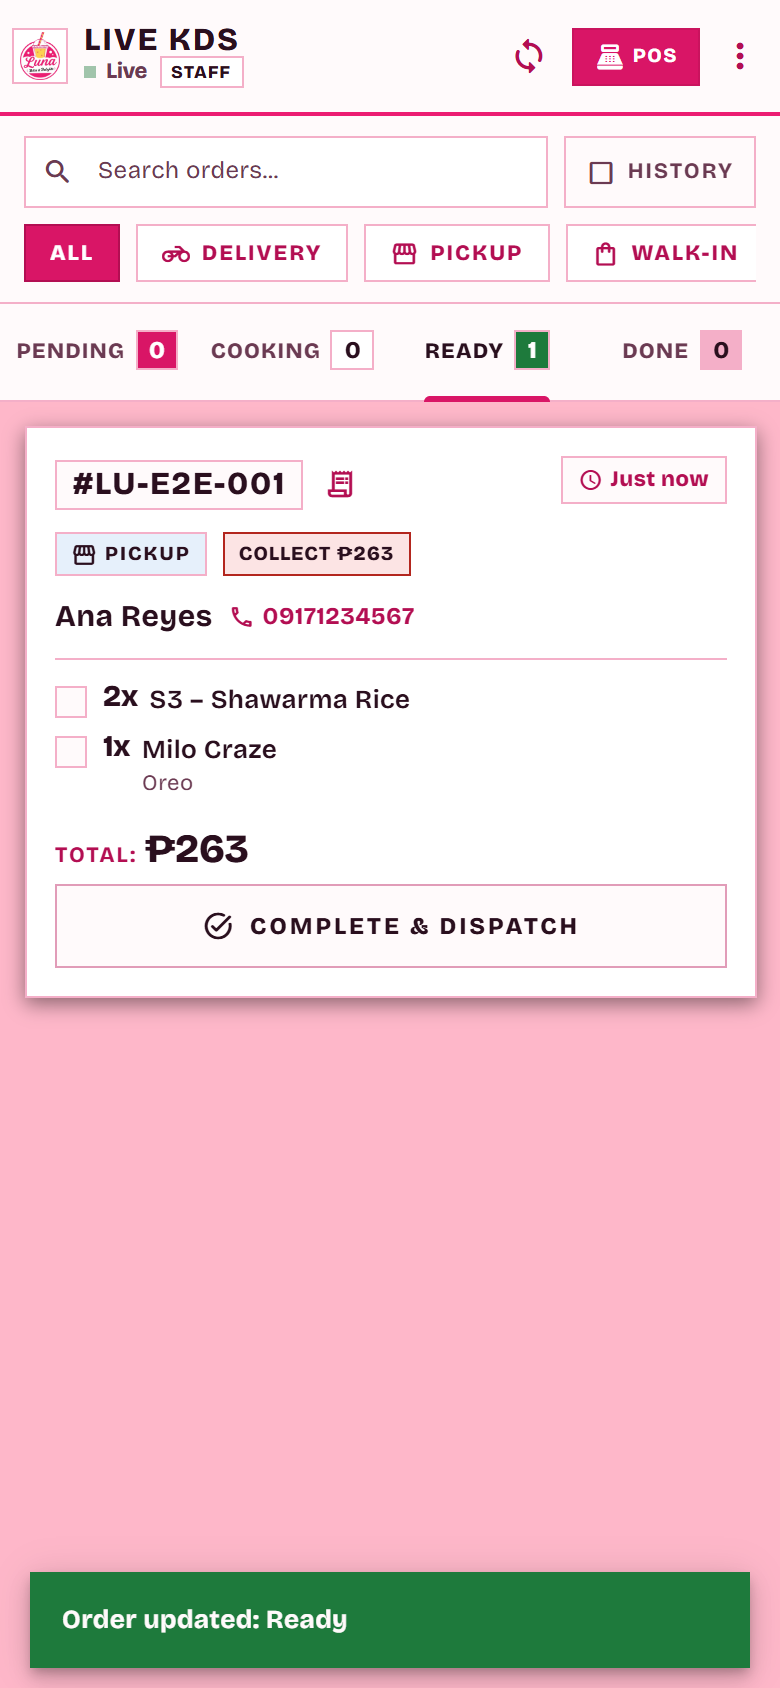 LIVE KDS
Live STAFF
POS
Luna
Search orders...
HISTORY
ALL DELIVERY PICKUP WALK-IN
PENDING 0 COOKING 0 READY 1 DONE 0
#LU-E2E-001
Just now
PICKUP COLLECT ₱263
Ana Reyes 09171234567
2x S3 – Shawarma Rice
1x Milo Craze
Oreo
TOTAL: ₱263
COMPLETE & DISPATCH
Order updated: Ready